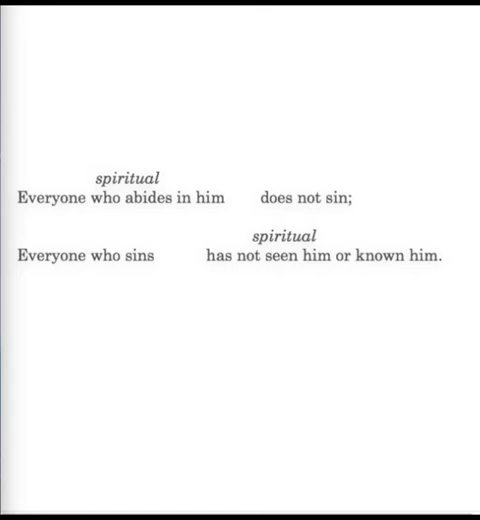 spiritual
Everyone who abides in him does not sin;
spiritual
Everyone who sins has not seen him or known him.